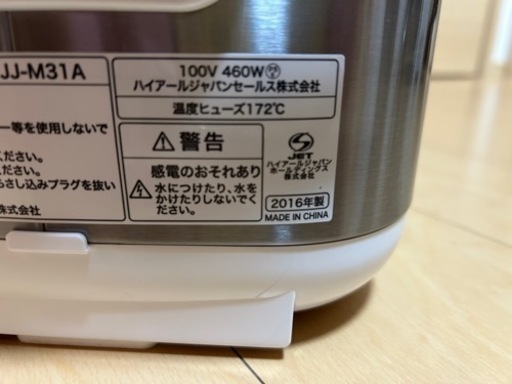 JJ-M31A
ー等を使用しないで
ください。
ください。
らさし込みプラグを抜い
株式会社
100V 460W
ハイアールジャパンセールス株式会社
温度ヒューズ172℃
警告
感電のおそれあり
水につけたり、水を
かけたりしないでく
ださい。
JET
ハイアールジャパン
ホールディングス
株式会社
2016年製
MADE IN CHINA